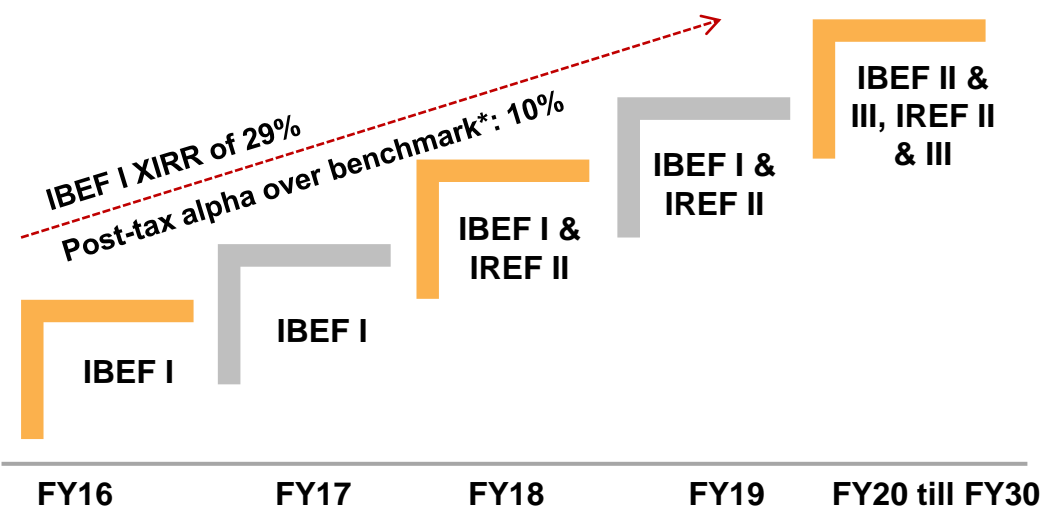 IBEF I XIRR of 29%
Post-tax alpha over benchmark*: 10%
IBEF I
IBEF I
IBEF I &
IREF II
IBEF I &
IREF II
IBEF II &
III, IREF II
& III
FY16
FY17
FY18
FY19
FY20 till FY30